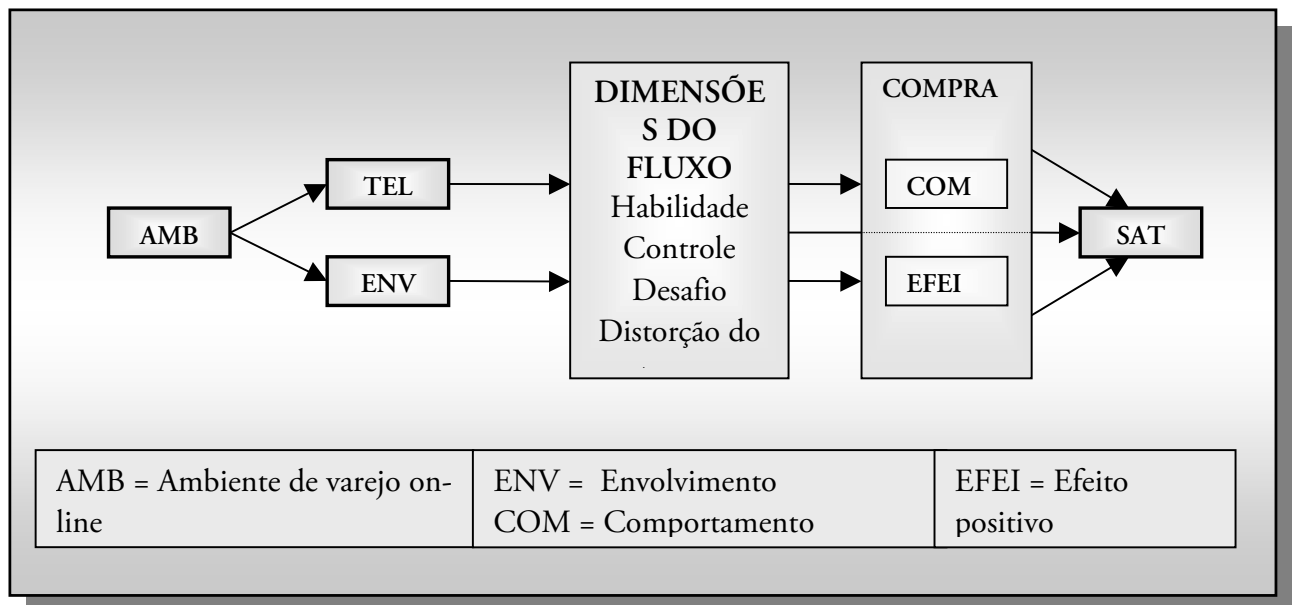 DIMENSÕE
S DO
FLUXO
Habilidade
Controle
Desafio
Distorção do
COMPRA
TEL
COM
AMB
SAT
ENV
EFEI
AMB = Ambiente de varejo on-
line
ENV = Envolvimento
COM = Comportamento
EFEI = Efeito
positivo